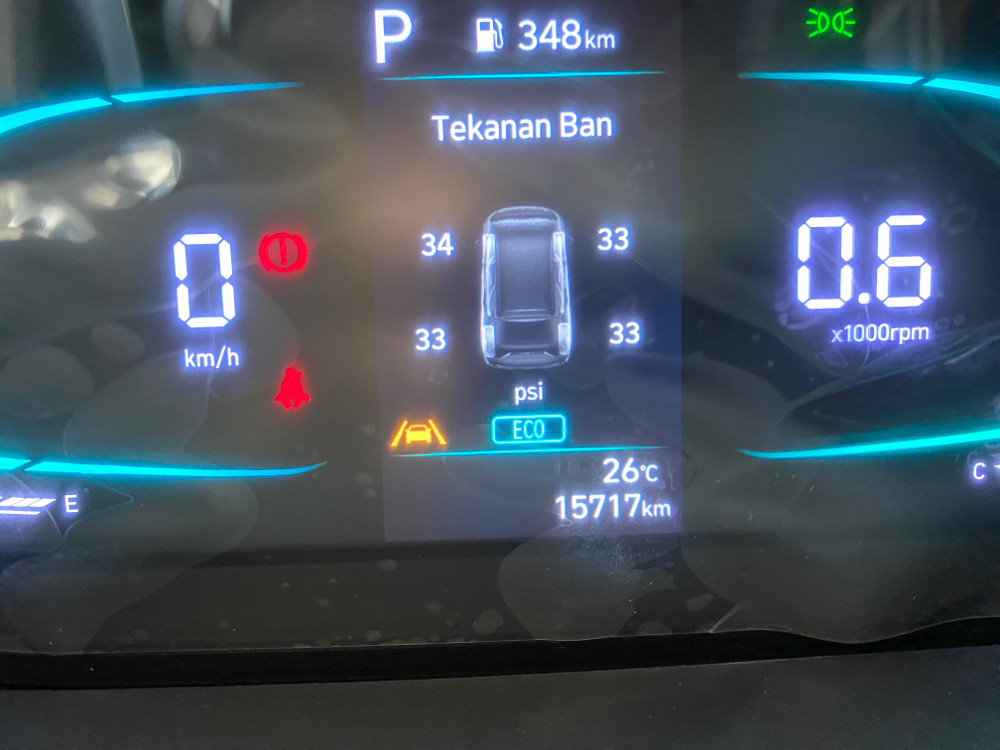 P 348km
Tekanan Ban
34 33
0 0.6
33 33
km/h x1000rpm
psi
ECO
E 26°C C
15717km